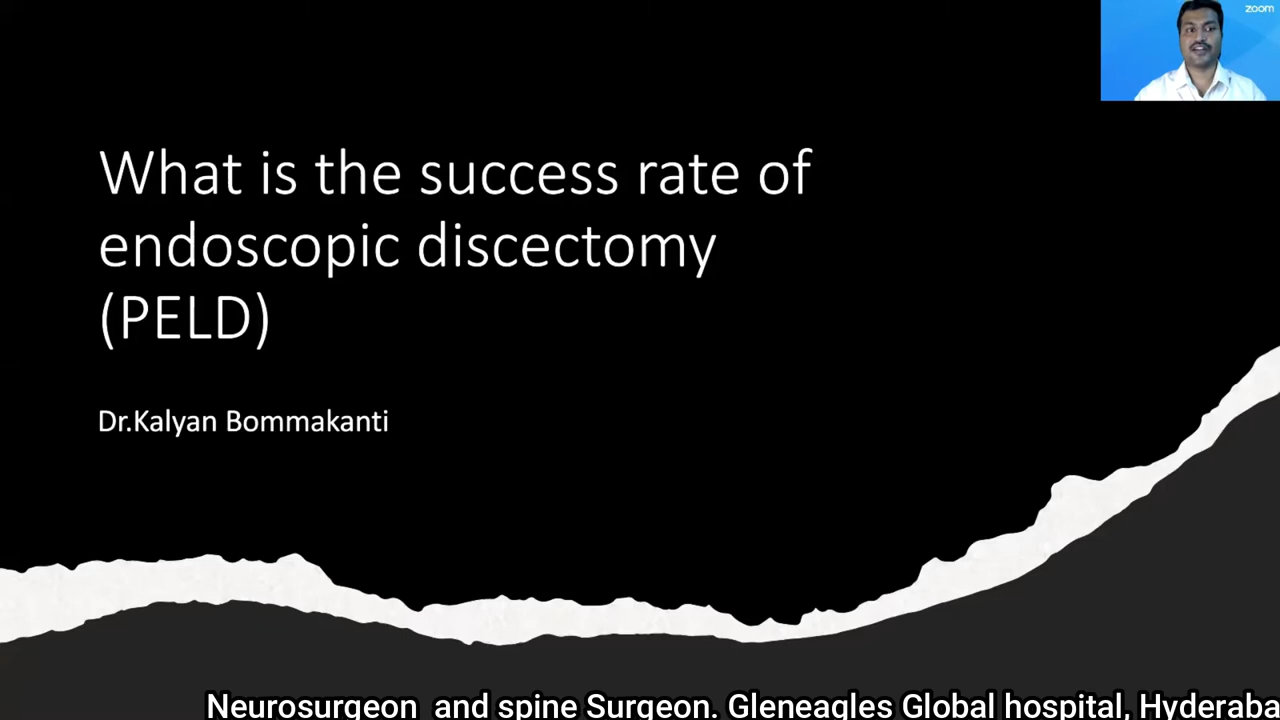 zoom
What is the success rate of
endoscopic discectomy
(PELD)
Dr.Kalyan Bommakanti
Neurosurgeon and spine Surgeon. Gleneagles Global hospital, Hyderaba